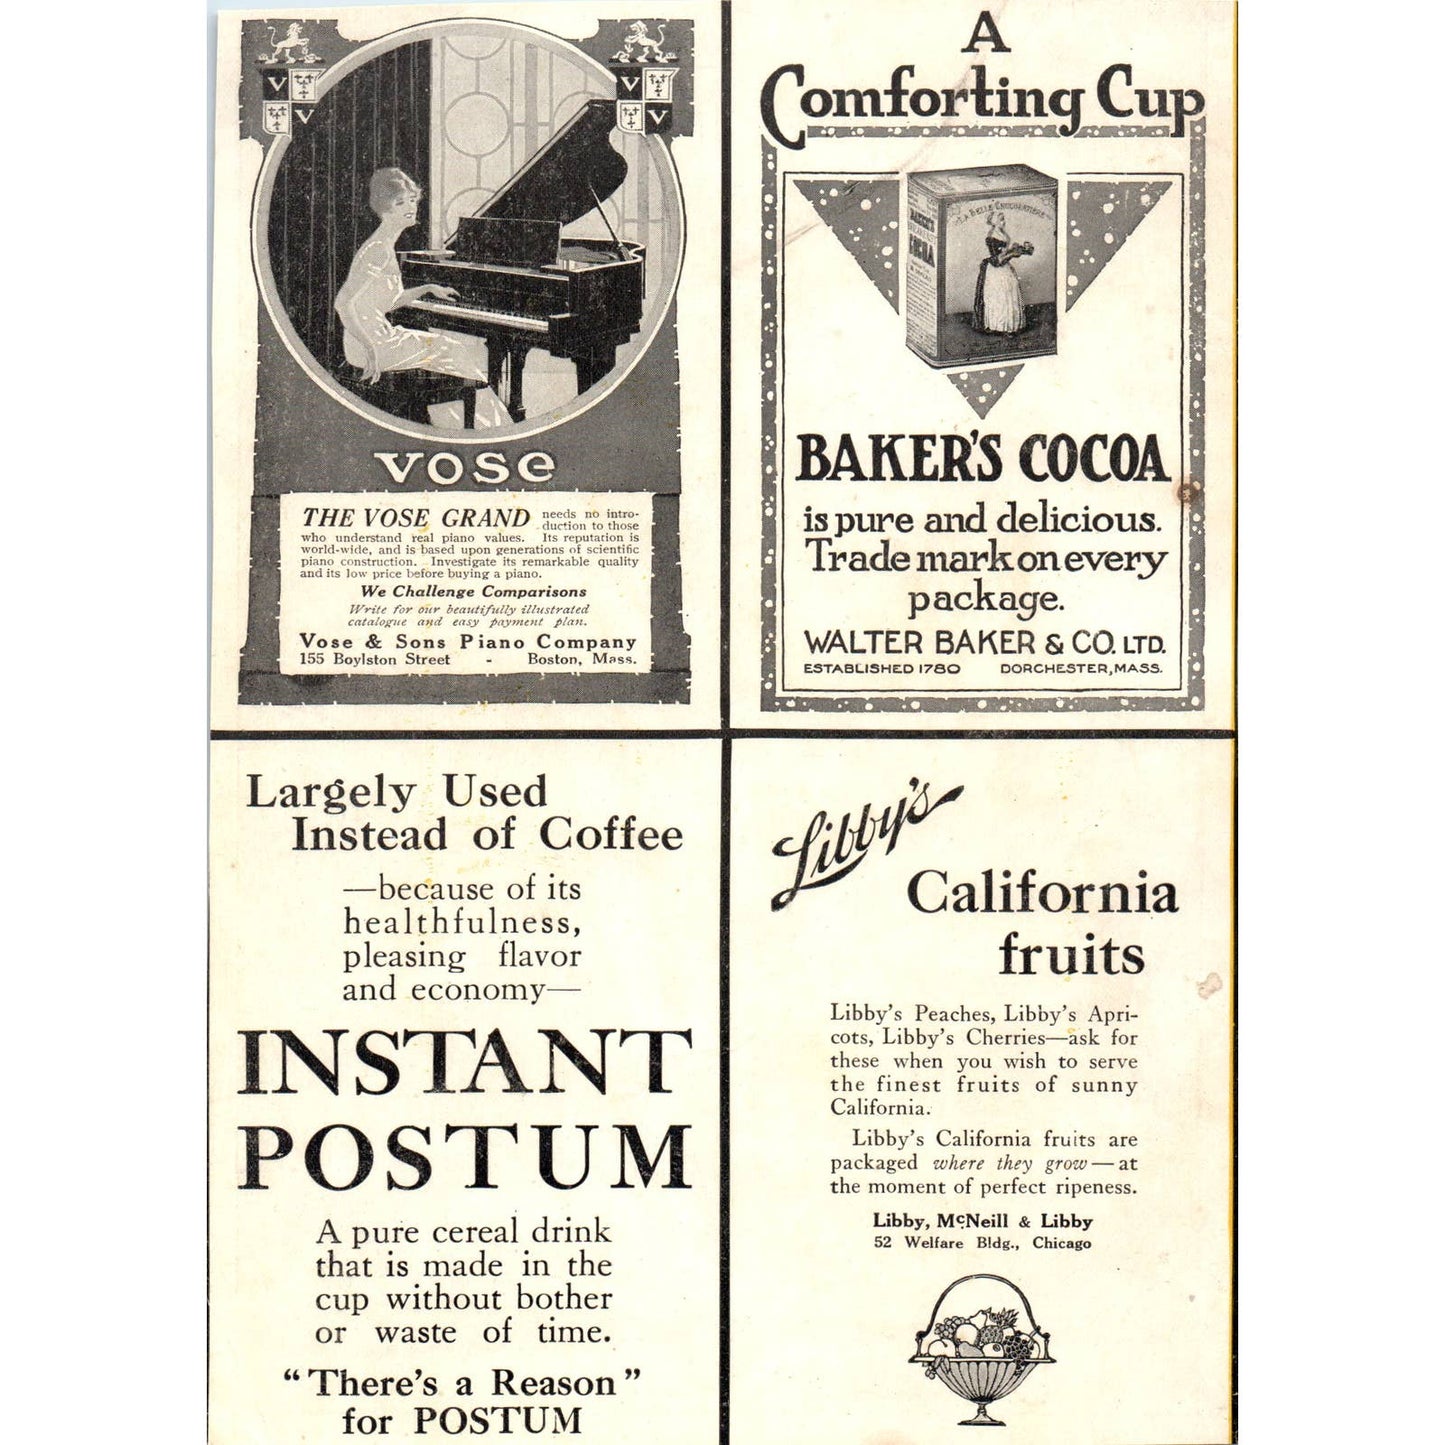 V
V
V
V
VOSE
THE VOSE GRAND needs no intro-
duction to those
who understand real piano values. Its reputation is
world-wide, and is based upon generations of scientific
piano construction. Investigate its remarkable quality
and its low price before buying a piano.
We Challenge Comparisons
Write for our beautifully illustrated
catalogue and easy payment plan.
Vose & Sons Piano Company
155 Boylston Street - Boston, Mass.
A
Comforting Cup
LA BELLE CHOCOLATIERE
BAKER'S
BREAKFAST
COCOA
BAKER'S COCOA
is pure and delicious.
Trade mark on every
package.
WALTER BAKER & CO. LTD.
ESTABLISHED 1780 DORCHESTER, MASS.
Largely Used
Instead of Coffee
—because of its
healthfulness,
pleasing flavor
and economy—
INSTANT
POSTUM
A pure cereal drink
that is made in the
cup without bother
or waste of time.
"There's a Reason"
for POSTUM
Libby's
California
fruits
Libby's Peaches, Libby's Apri-
cots, Libby's Cherries—ask for
these when you wish to serve
the finest fruits of sunny
California.
Libby's California fruits are
packaged where they grow—at
the moment of perfect ripeness.
Libby, McNeill & Libby
52 Welfare Bldg., Chicago